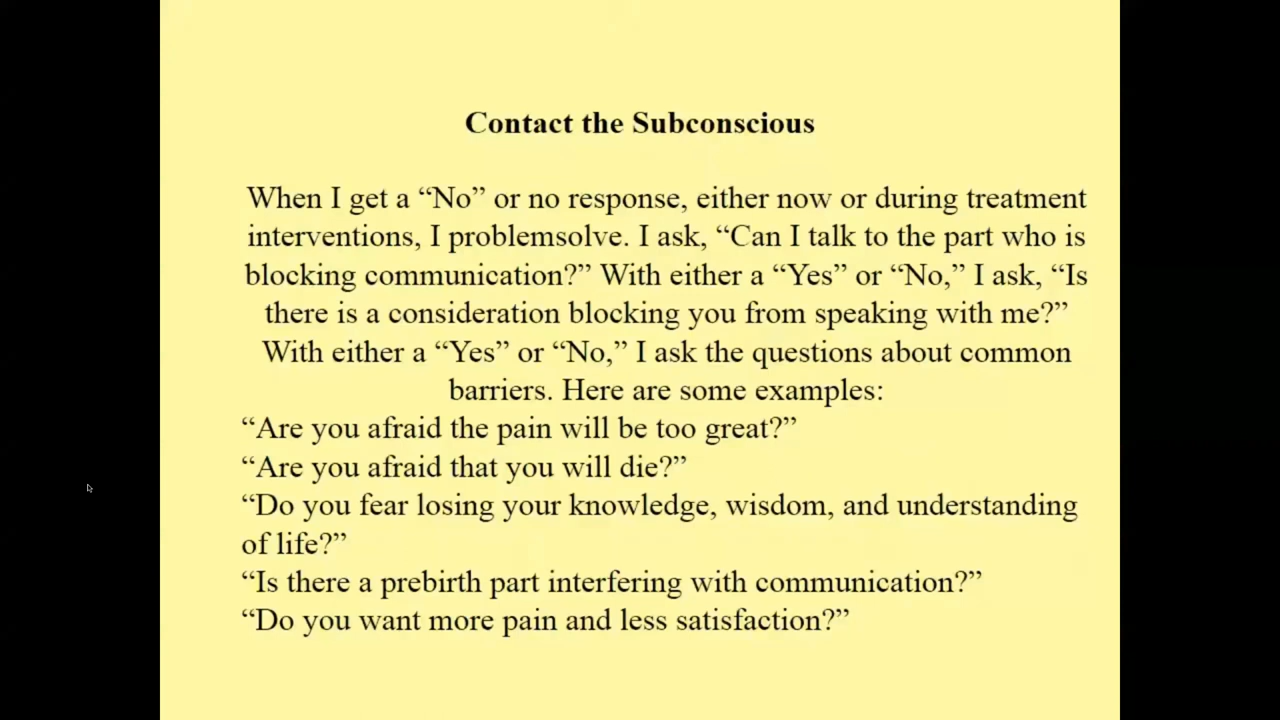 Contact the Subconscious
When I get a “No” or no response, either now or during treatment
interventions, I problemsolve. I ask, “Can I talk to the part who is
blocking communication?” With either a “Yes” or “No,” I ask, “Is
there is a consideration blocking you from speaking with me?”
With either a “Yes” or “No,” I ask the questions about common
barriers. Here are some examples:
“Are you afraid the pain will be too great?”
“Are you afraid that you will die?”
“Do you fear losing your knowledge, wisdom, and understanding
of life?”
“Is there a prebirth part interfering with communication?”
“Do you want more pain and less satisfaction?”